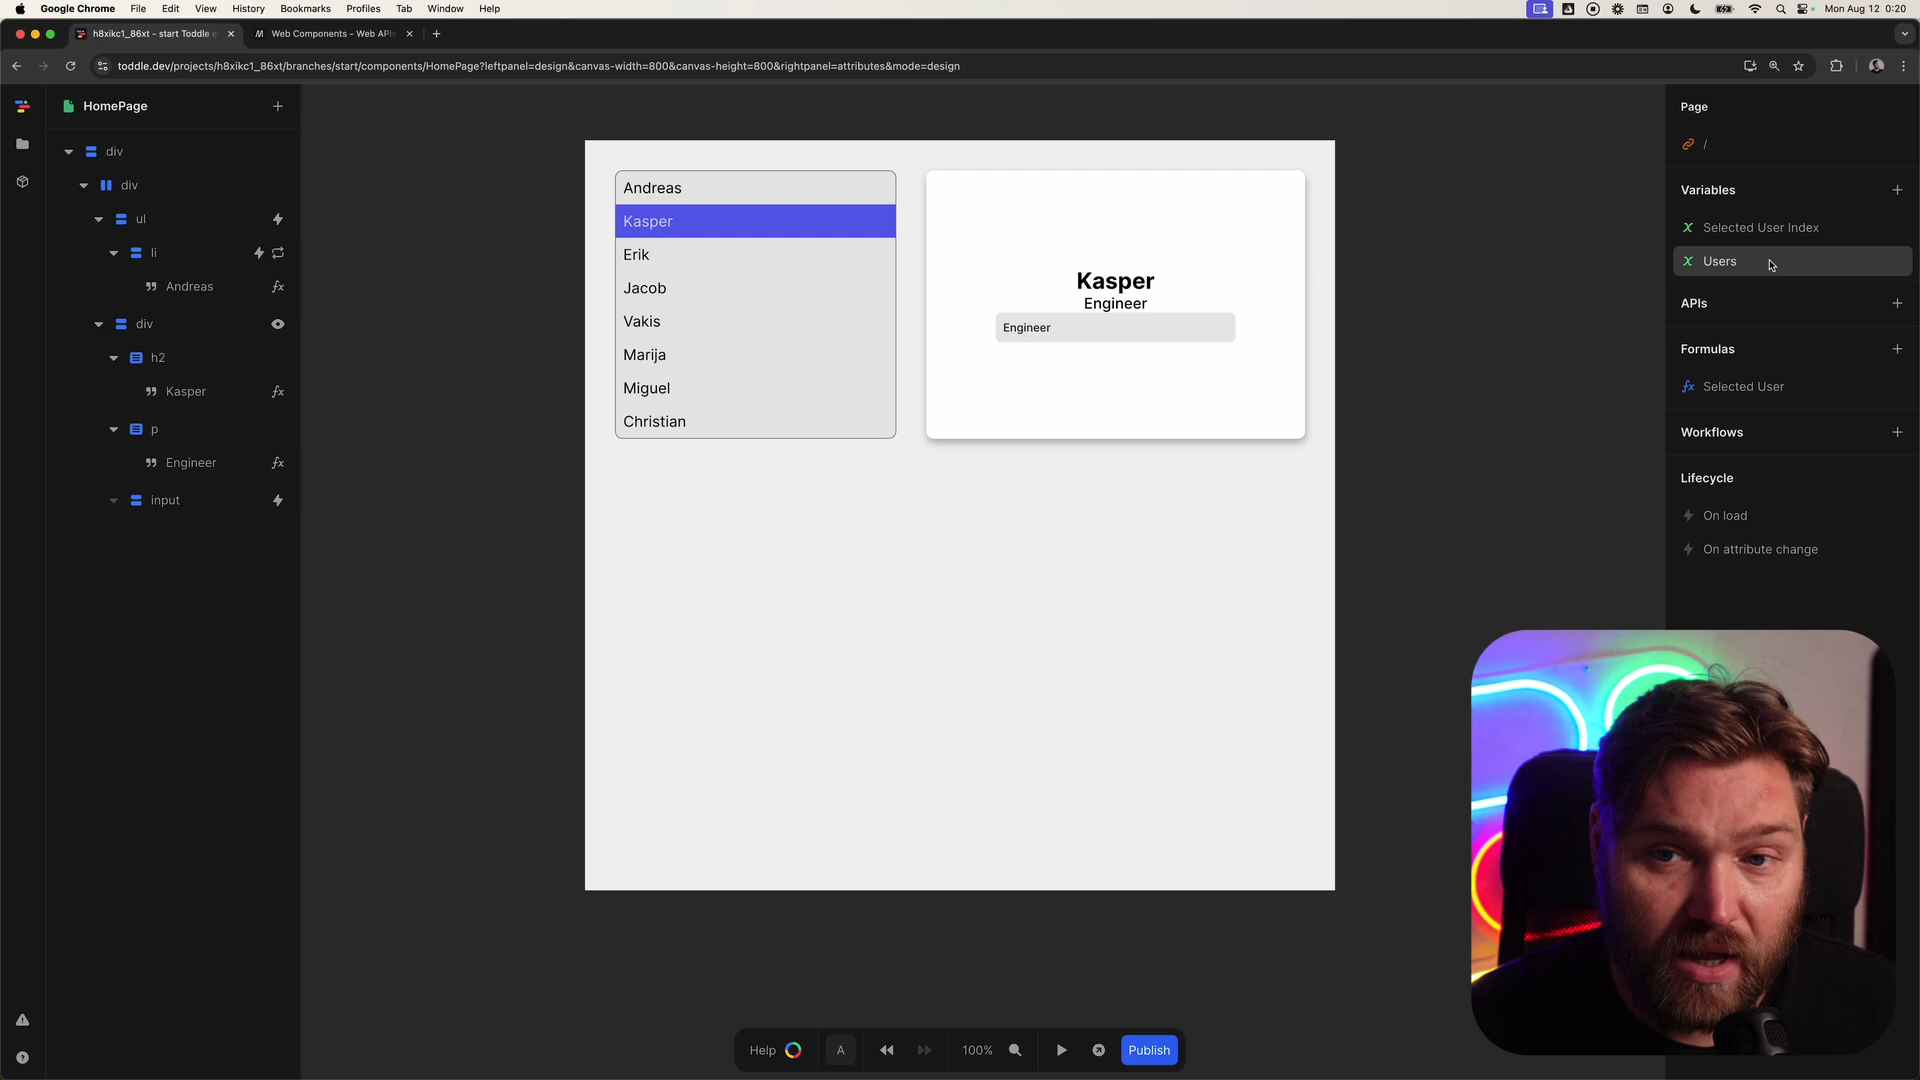 Google Chrome File Edit View History Bookmarks Profiles Tab Window Help Mon Aug 12 0:20
h8xikc1_86xt - start Toddle e Web Components - Web APIs
toddle.dev/projects/h8xikc1_86xt/branches/start/components/HomePage?leftpanel=design&canvas-width=800&canvas-height=800&rightpanel=attributes&mode=design
HomePage
div
div
ul
li
Andreas fx
div
h2
Kasper fx
p
Engineer fx
input
Andreas
Kasper
Erik
Jacob
Vakis
Marija
Miguel
Christian
Kasper
Engineer
Engineer
Page
/
Variables
Selected User Index
Users
APIs
Formulas
fx Selected User
Workflows
Lifecycle
On load
On attribute change
Help A 100% Publish